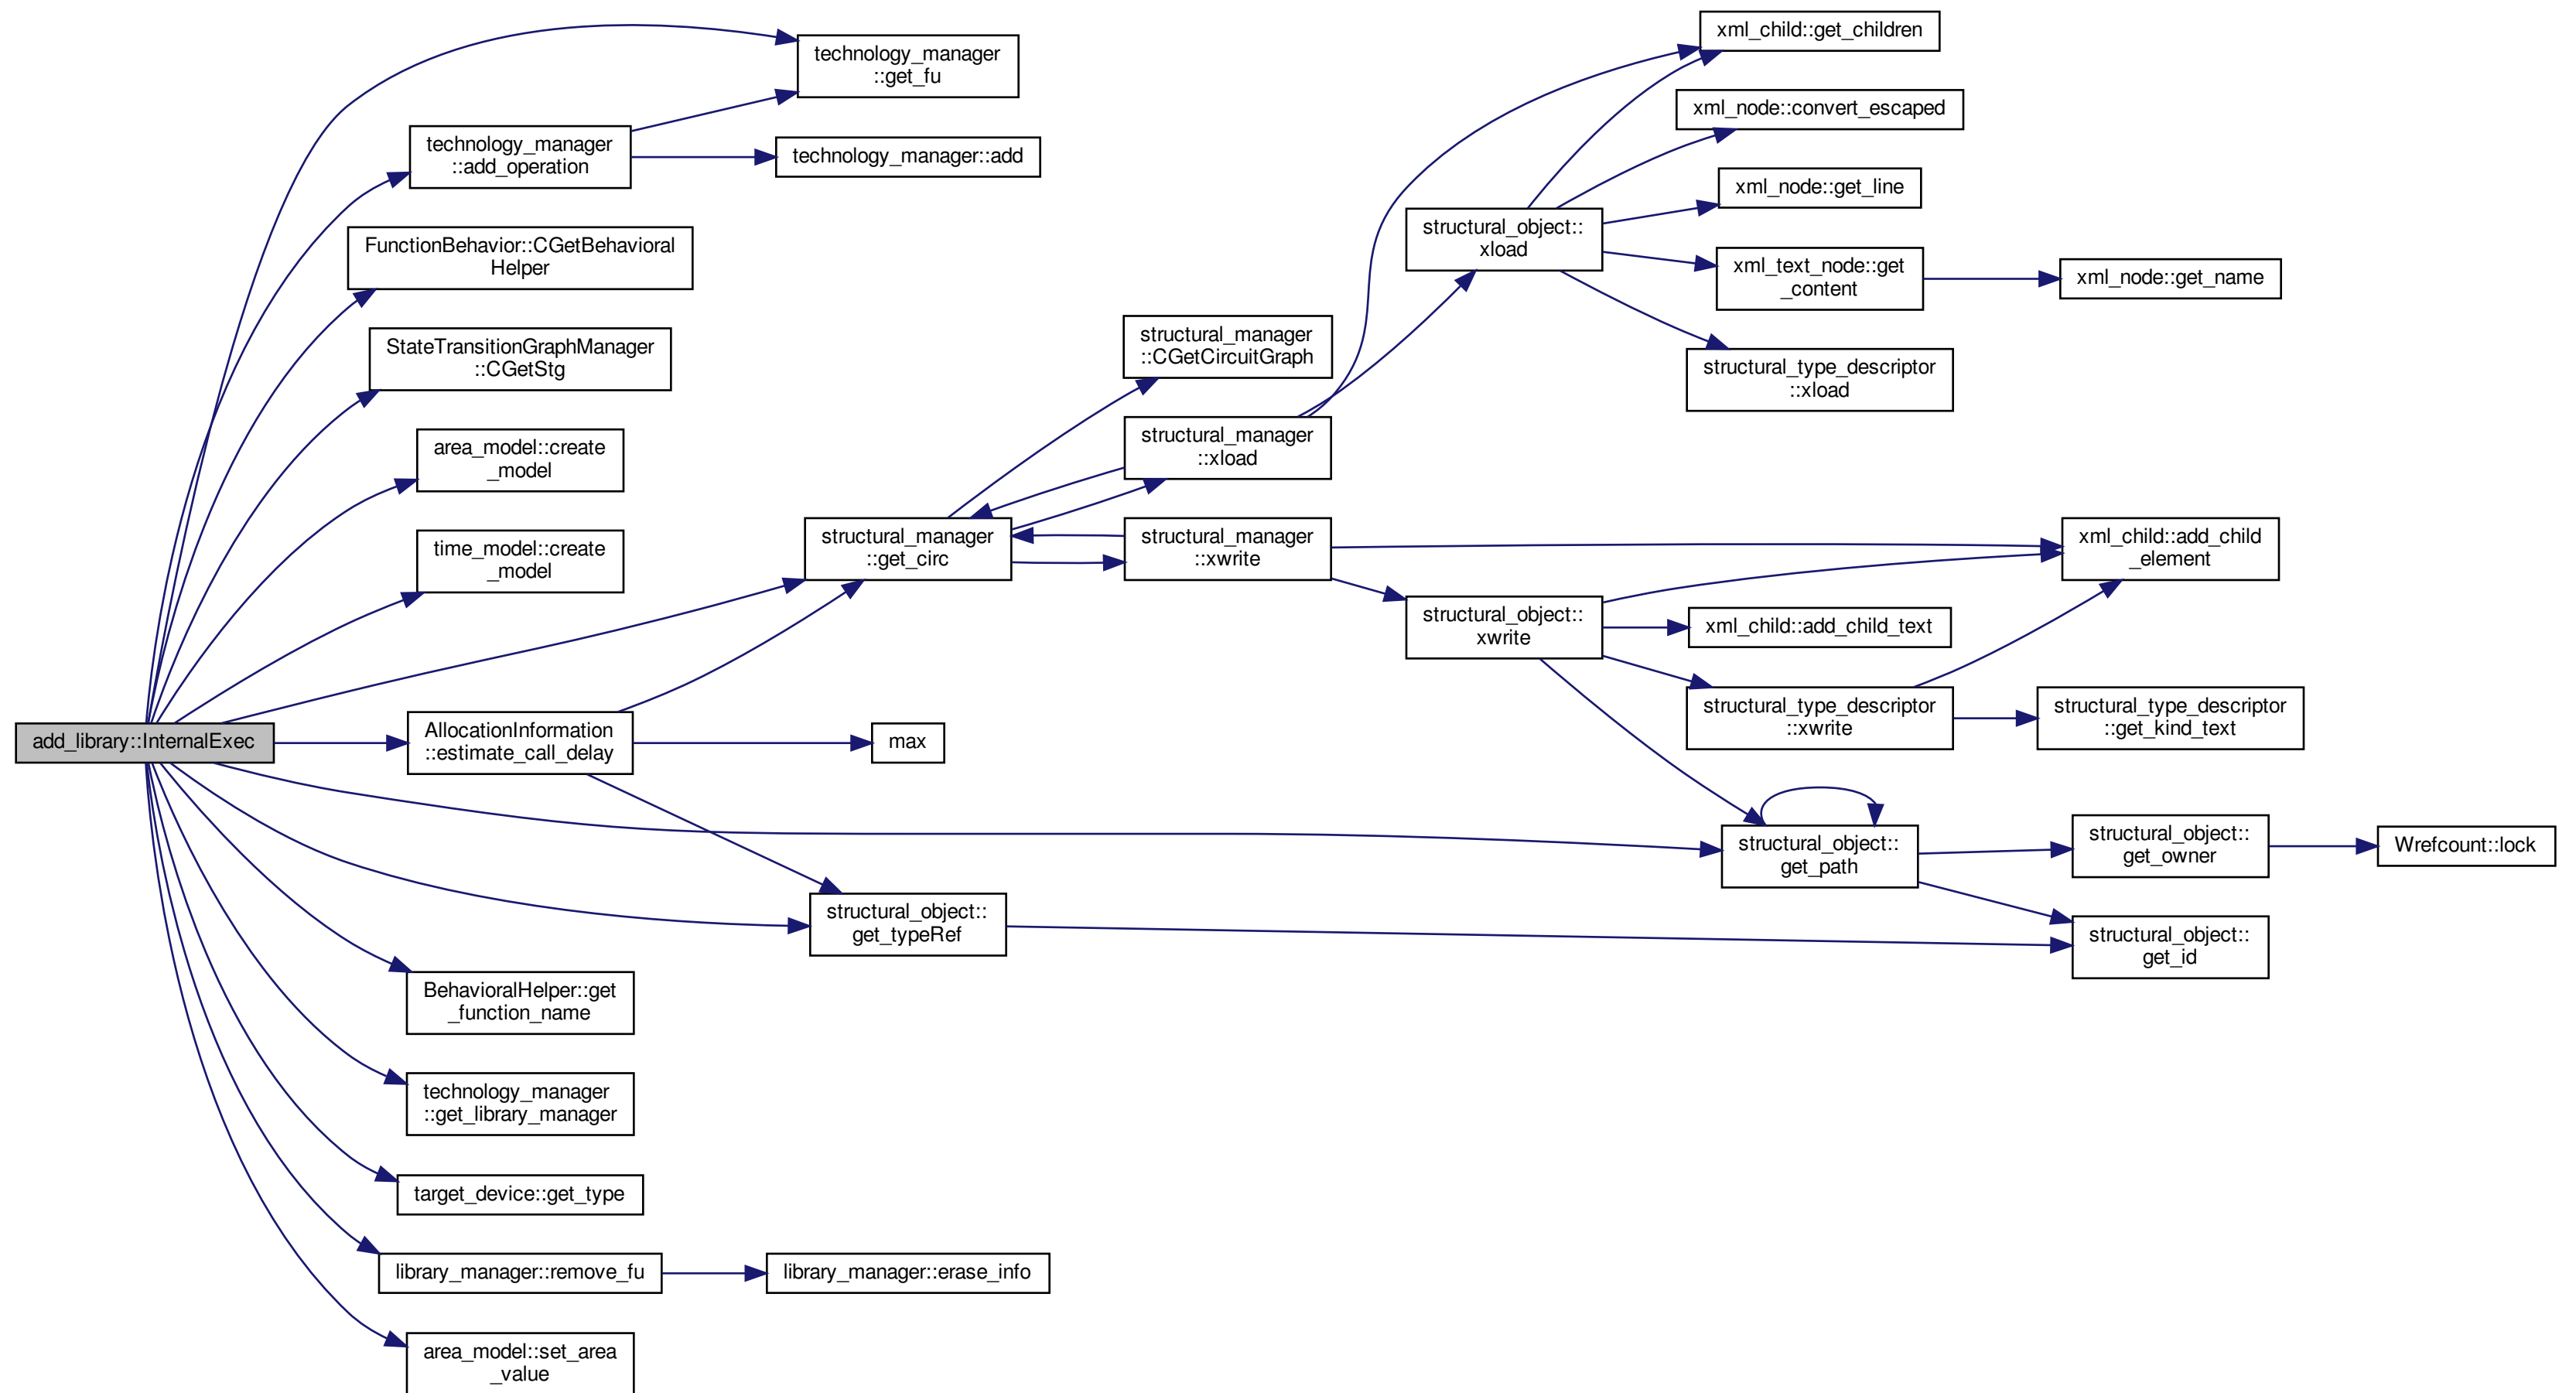 xml_child::get_children
technology_manager
::get_fu
xml_node::convert_escaped
technology_manager
::add_operation
technology_manager::add
xml_node::get_line
structural_object::
xload
FunctionBehavior::CGetBehavioral
Helper
xml_text_node::get
_content
xml_node::get_name
structural_manager
::CGetCircuitGraph
StateTransitionGraphManager
::CGetStg
structural_type_descriptor
::xload
area_model::create
_model
structural_manager
::xload
time_model::create
_model
structural_manager
::get_circ
structural_manager
::xwrite
xml_child::add_child
_element
structural_object::
xwrite
xml_child::add_child_text
add_library::InternalExec
AllocationInformation
::estimate_call_delay
max
structural_type_descriptor
::xwrite
structural_type_descriptor
::get_kind_text
structural_object::
get_path
structural_object::
get_owner
Wrefcount::lock
structural_object::
get_typeRef
structural_object::
get_id
BehavioralHelper::get
_function_name
technology_manager
::get_library_manager
target_device::get_type
library_manager::remove_fu
library_manager::erase_info
area_model::set_area
_value